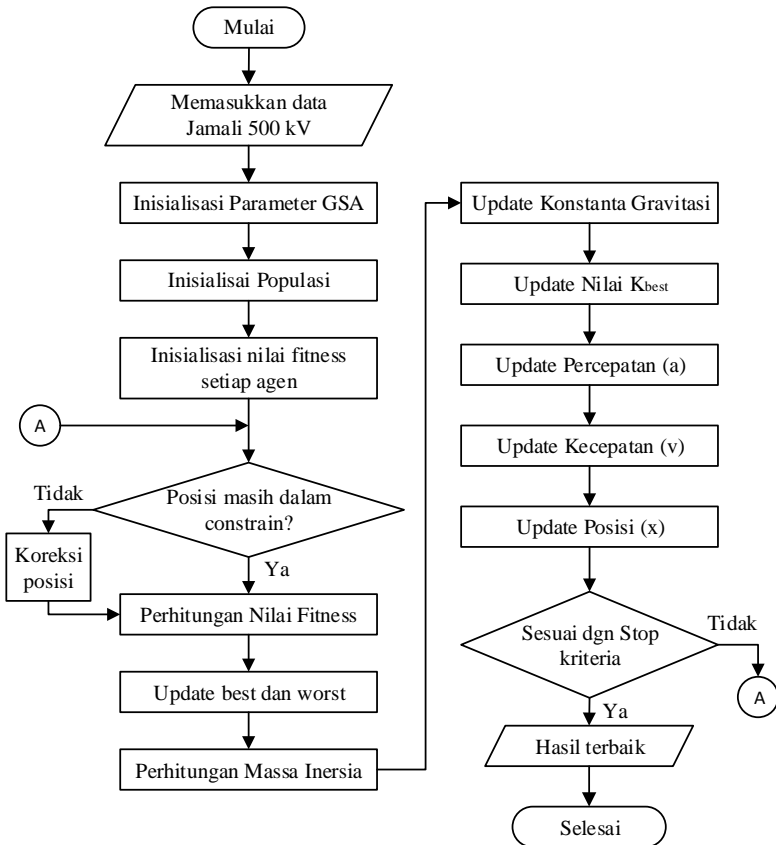 Mulai
Memasukkan data
Jamali 500 kV
Inisialisasi Parameter GSA
Inisialisai Populasi
Inisialisasi nilai fitness
setiap agen
A
Posisi masih dalam
constrain?
Tidak
Koreksi
posisi
Ya
Perhitungan Nilai Fitness
Update best dan worst
Perhitungan Massa Inersia
Update Konstanta Gravitasi
Update Nilai Kbest
Update Percepatan (a)
Update Kecepatan (v)
Update Posisi (x)
Sesuai dgn Stop
kriteria
Tidak
A
Ya
Hasil terbaik
Selesai